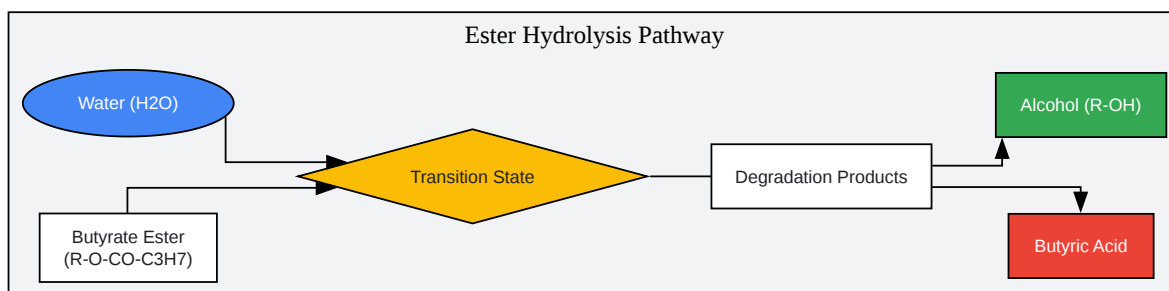 Ester Hydrolysis Pathway
Water (H2O)
Alcohol (R-OH)
Transition State
Degradation Products
Butyrate Ester
(R-O-CO-C3H7)
Butyric Acid